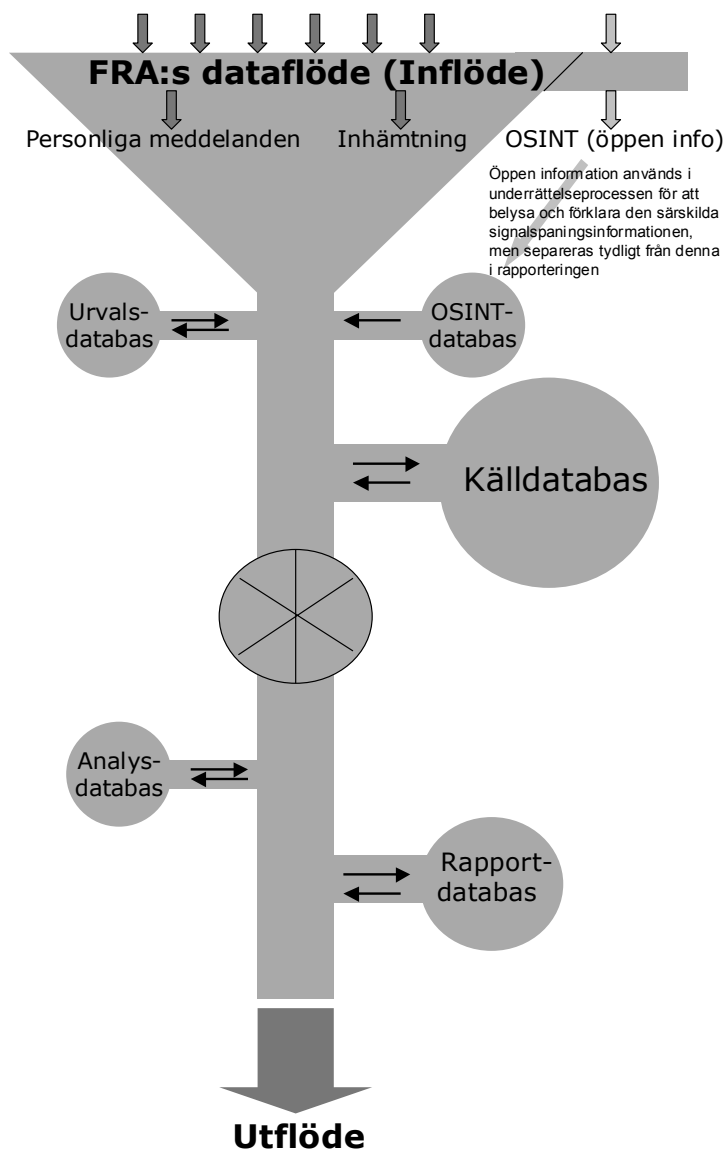 FRA:s dataflöde (Inflöde)
Personliga meddelanden
Inhämtning
OSINT (öppen info)
Öppen information används i
underrättelseprocessen för att
belysa och förklara den särskilda
signalspaningsinformationen,
men separeras tydligt från denna
i rapporteringen
Urvals-
databas
OSINT-
databas
Källdatabas
Analys-
databas
Rapport-
databas
Utflöde